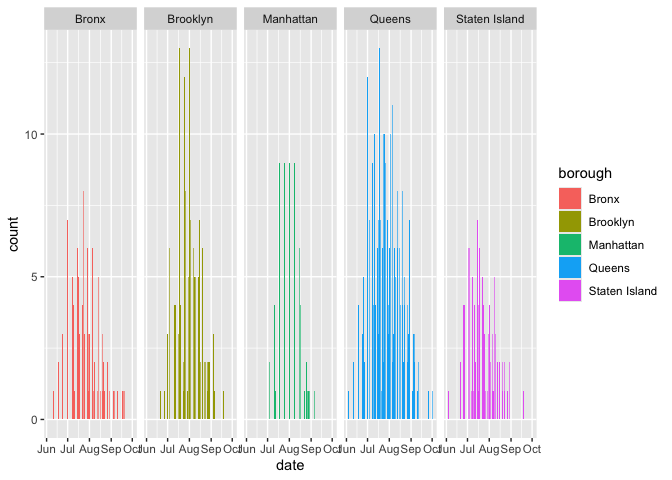 Bronx Brooklyn Manhattan Queens Staten Island
10
5
0
count
Jun Jul Aug Sep Oct Jun Jul Aug Sep Oct Jun Jul Aug Sep Oct Jun Jul Aug Sep Oct Jun Jul Aug Sep Oct
date
borough
Bronx
Brooklyn
Manhattan
Queens
Staten Island